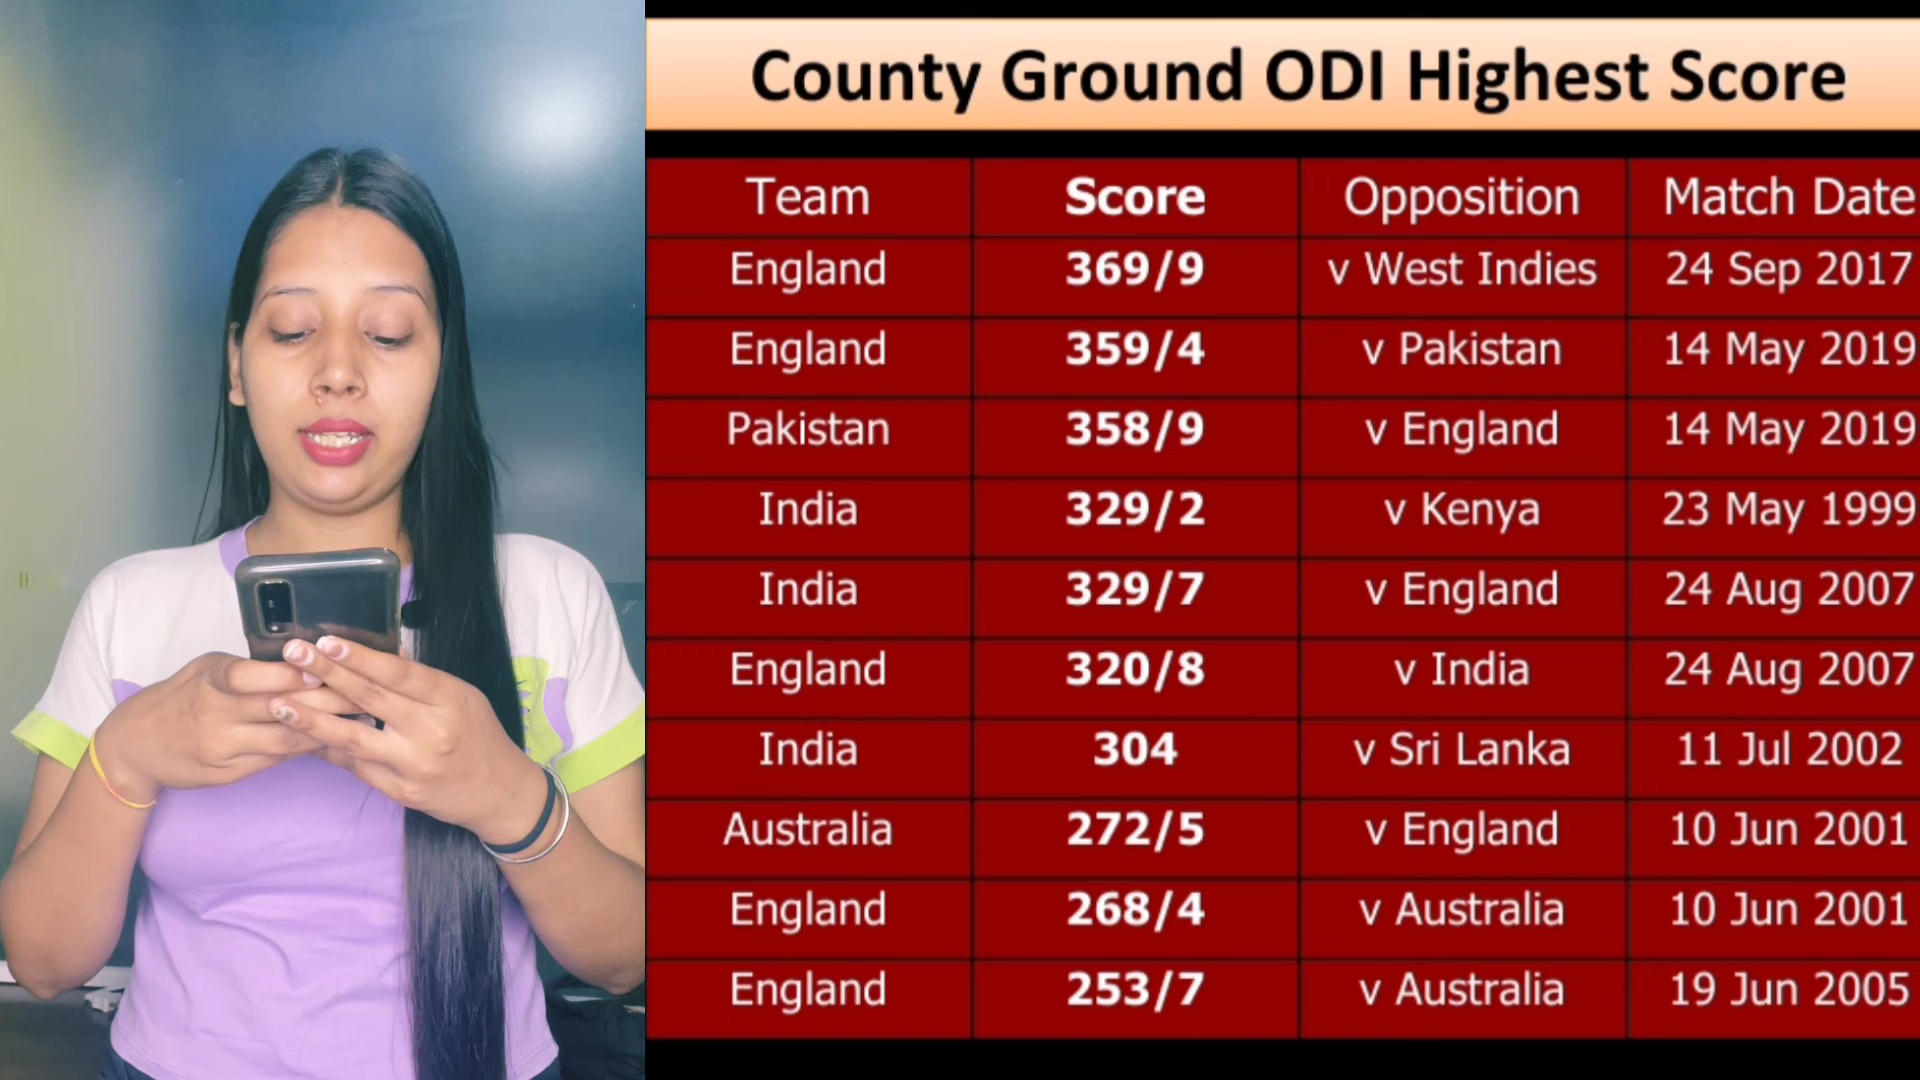 County Ground ODI Highest Score
Team Score Opposition Match Date
England 369/9 v West Indies 24 Sep 2017
England 359/4 v Pakistan 14 May 2019
Pakistan 358/9 v England 14 May 2019
India 329/2 v Kenya 23 May 1999
India 329/7 v England 24 Aug 2007
England 320/8 v India 24 Aug 2007
India 304 v Sri Lanka 11 Jul 2002
Australia 272/5 v England 10 Jun 2001
England 268/4 v Australia 10 Jun 2001
England 253/7 v Australia 19 Jun 2005